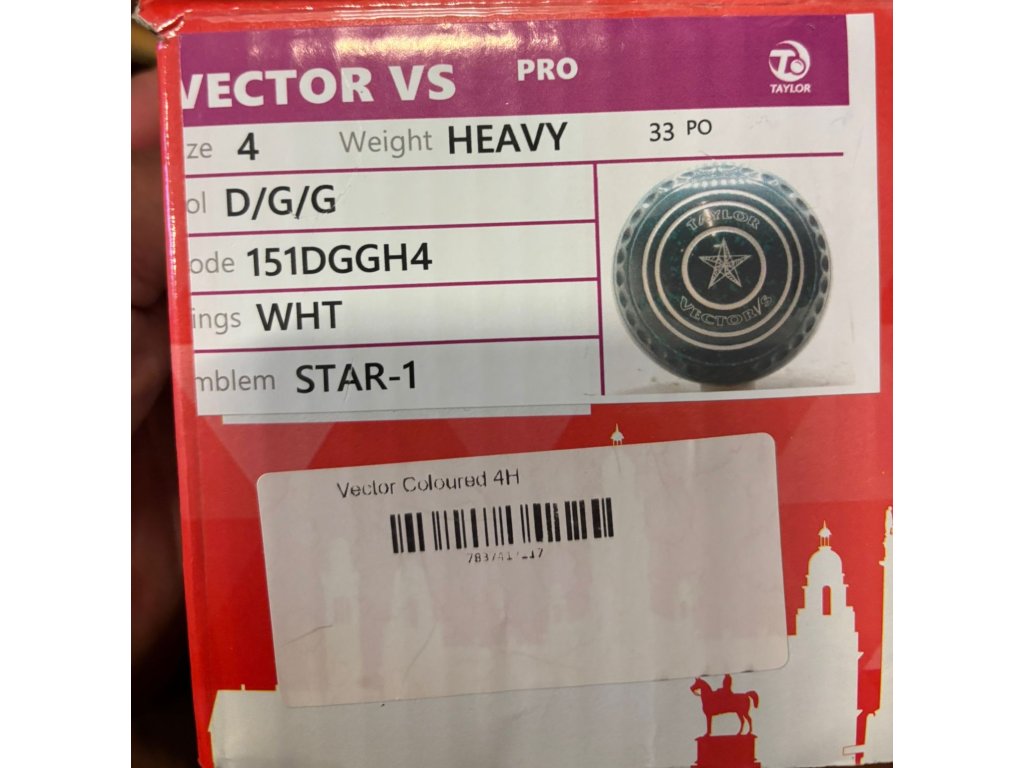 VECTOR VS PRO
TO
TAYLOR
ze 4 Weight HEAVY 33 PO
ol D/G/G
ode 151DGGH4
ings WHT
mblem STAR-1
TAYLOR
VECTOR/S
Vector Coloured 4H